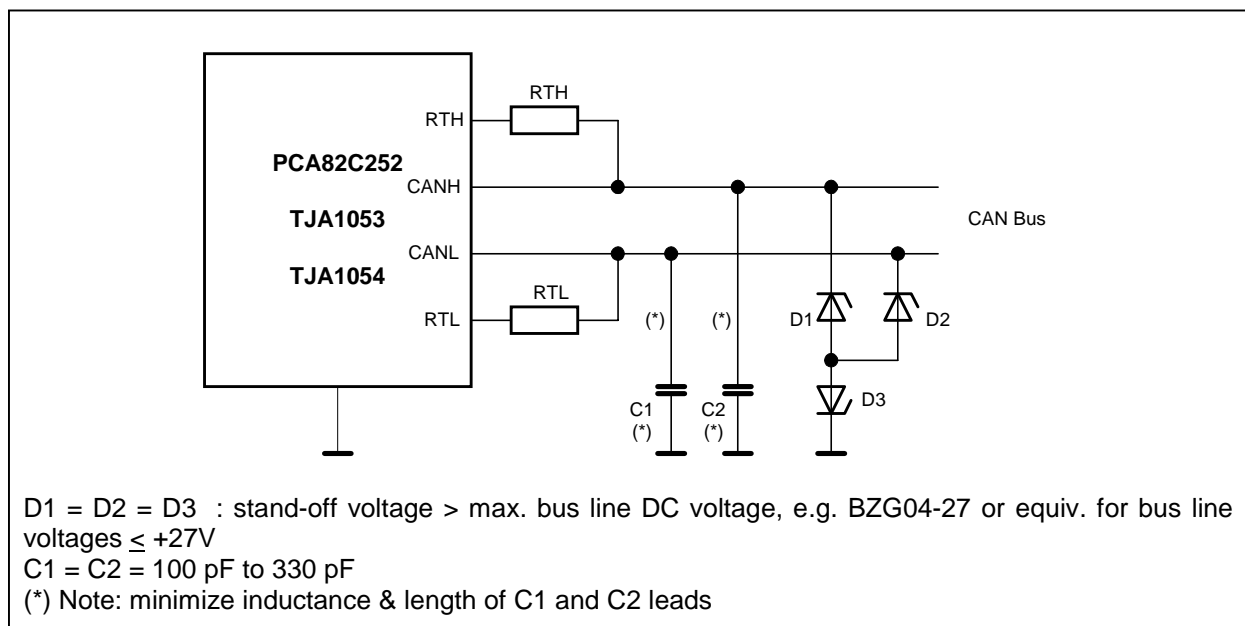 RTH
RTH
PCA82C252
CANH
TJA1053
CAN Bus
CANL
TJA1054
RTL
RTL
(*)
(*)
D1
D2
D3
C1
(*)
C2
(*)
D1 = D2 = D3 : stand-off voltage > max. bus line DC voltage, e.g. BZG04-27 or equiv. for bus line
voltages ≤ +27V
C1 = C2 = 100 pF to 330 pF
(*) Note: minimize inductance & length of C1 and C2 leads